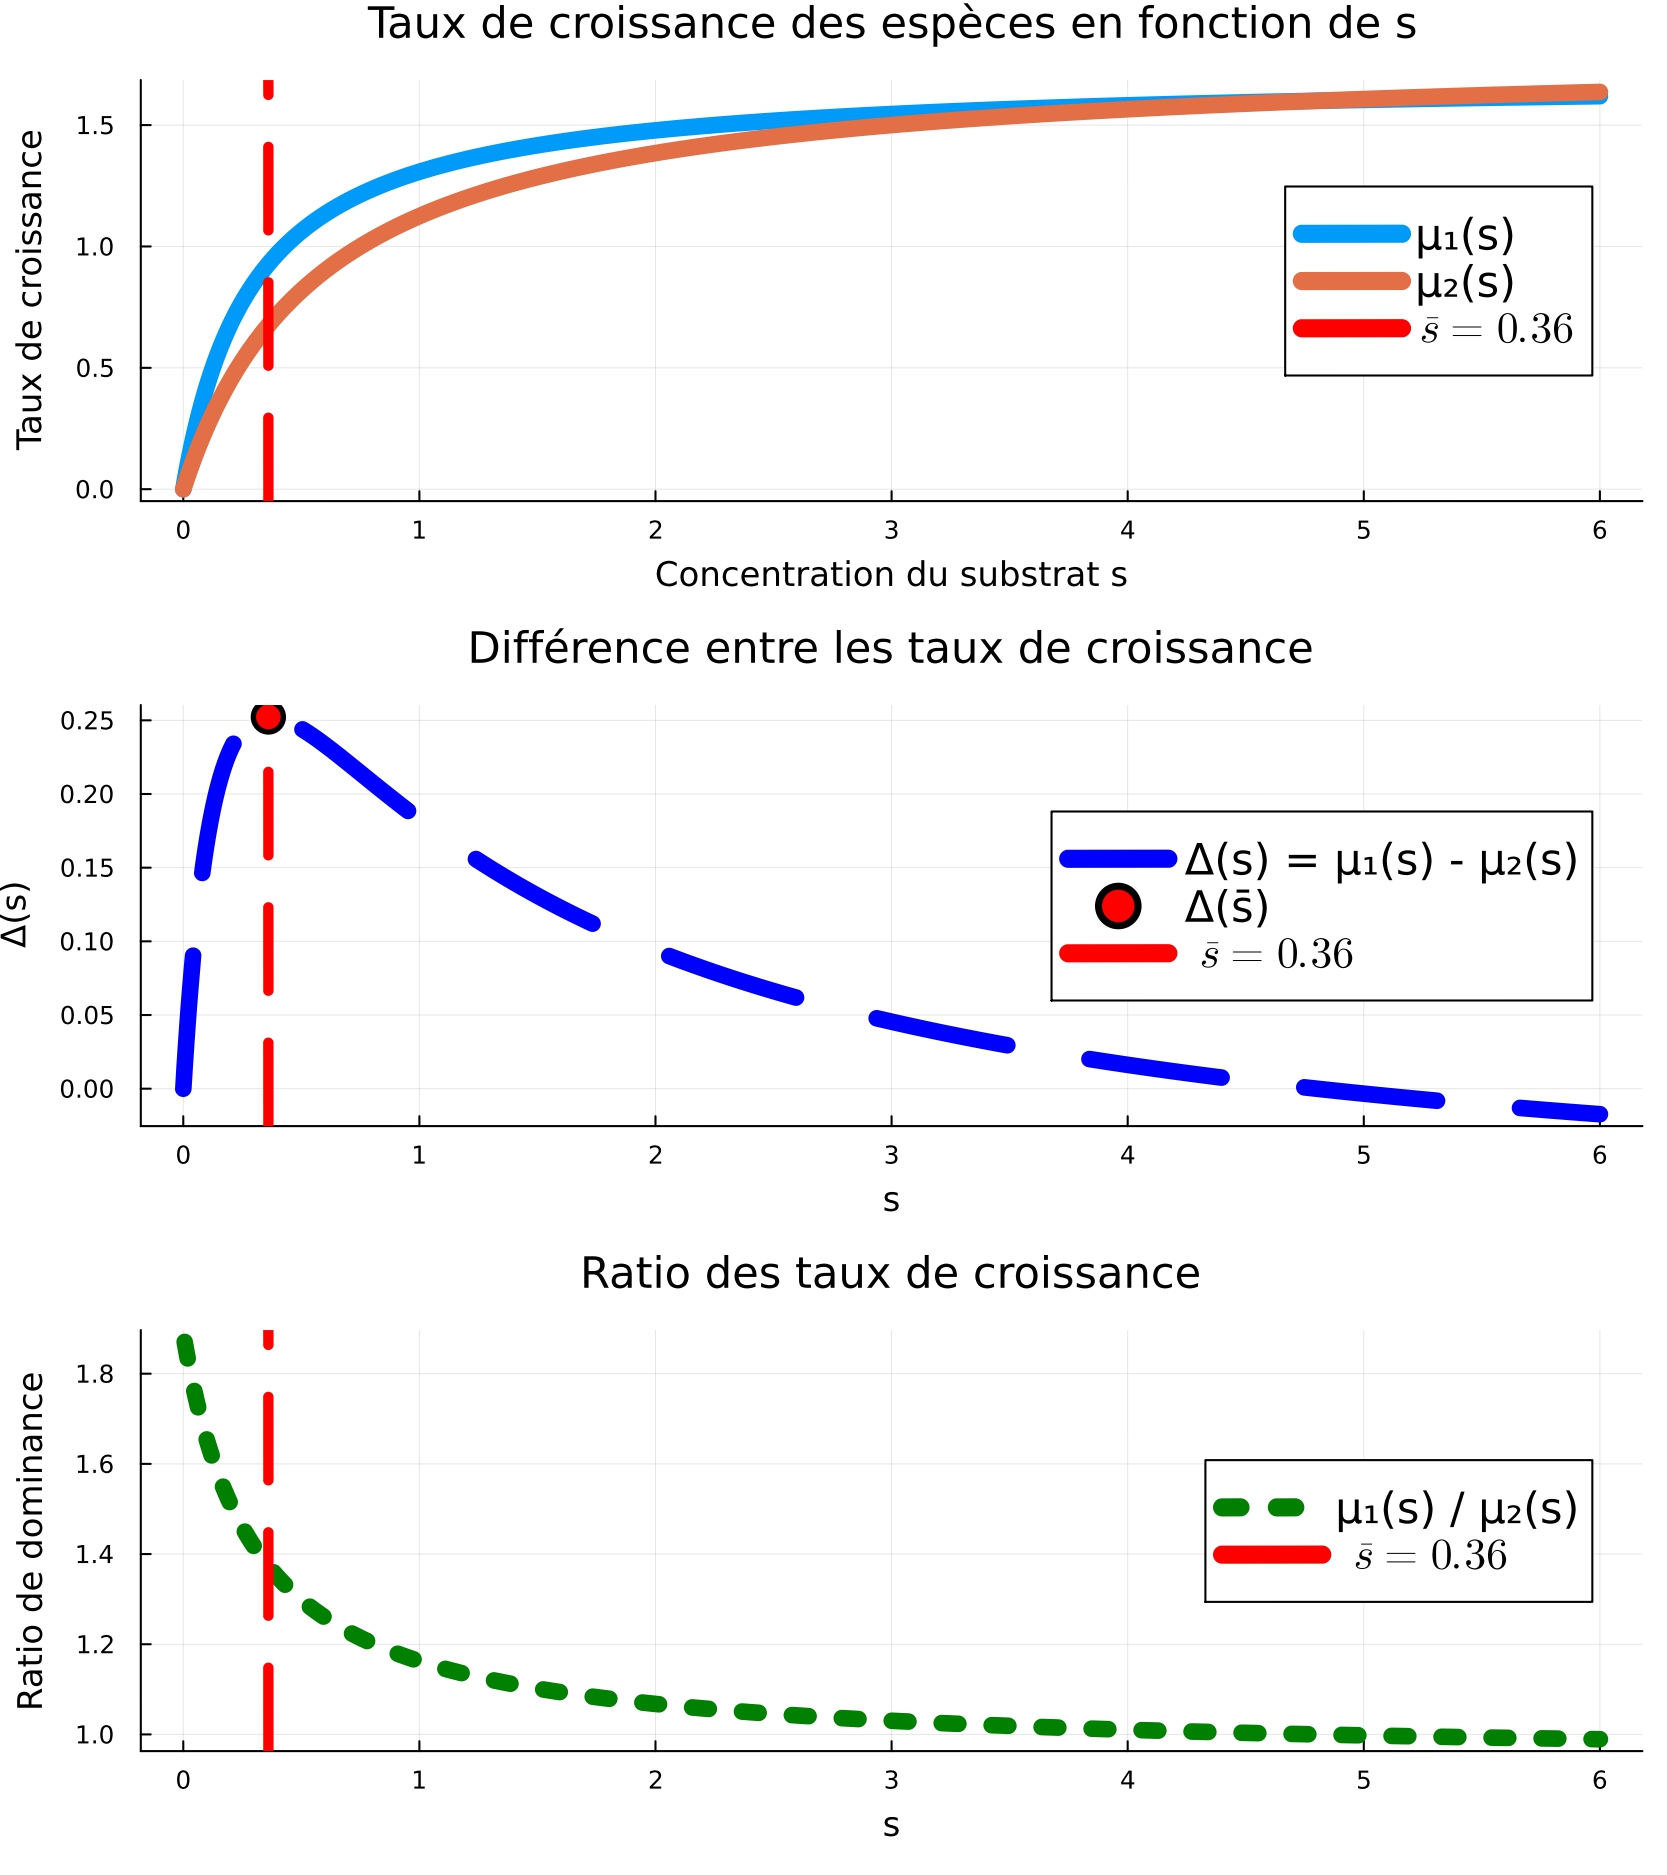 Taux de croissance des espèces en fonction de s
Taux de croissance
1.5
1.0
0.5
0.0
μ₁(s)
μ₂(s)
s̄ = 0.36
0 1 2 3 4 5 6
Concentration du substrat s
Différence entre les taux de croissance
Δ(s)
0.25
0.20
0.15
0.10
0.05
0.00
Δ(s) = μ₁(s) - μ₂(s)
Δ(s̄)
s̄ = 0.36
0 1 2 3 4 5 6
s
Ratio des taux de croissance
Ratio de dominance
1.8
1.6
1.4
1.2
1.0
μ₁(s) / μ₂(s)
s̄ = 0.36
0 1 2 3 4 5 6
s